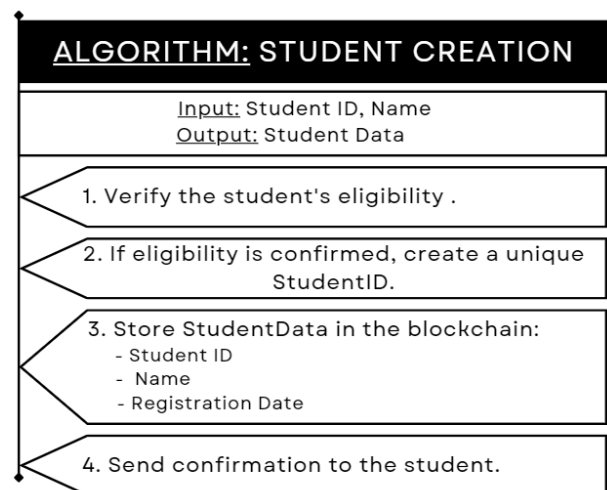 ALGORITHM: STUDENT CREATION
Input: Student ID, Name
Output: Student Data
1. Verify the student's eligibility .
2. If eligibility is confirmed, create a unique
StudentID.
3. Store StudentData in the blockchain:
- Student ID
- Name
- Registration Date
4. Send confirmation to the student.